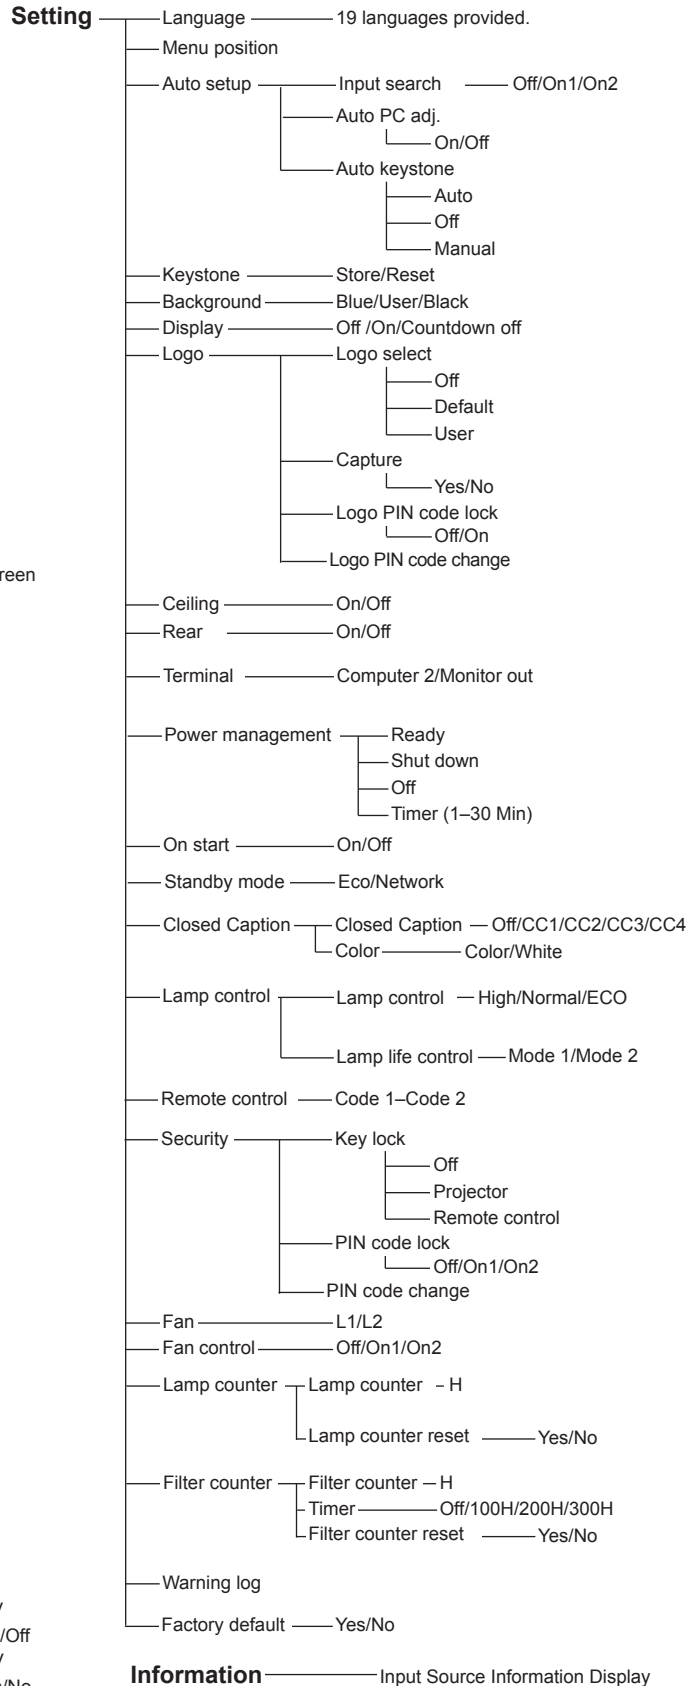 Setting Language 19 languages provided.
Menu position
Auto setup Input search Off/On1/On2
Auto PC adj.
On/Off
Auto keystone
Auto
Off
Manual
Keystone Store/Reset
Background Blue/User/Black
Display Off /On/Countdown off
Logo Logo select
Off
Default
User
Capture
Yes/No
Logo PIN code lock
Off/On
Logo PIN code change
reen
Ceiling On/Off
Rear On/Off
Terminal Computer 2/Monitor out
Power management Ready
Shut down
Off
Timer (1–30 Min)
On start On/Off
Standby mode Eco/Network
Closed Caption Closed Caption Off/CC1/CC2/CC3/CC4
Color Color/White
Lamp control Lamp control High/Normal/ECO
Lamp life control Mode 1/Mode 2
Remote control Code 1–Code 2
Security Key lock
Off
Projector
Remote control
PIN code lock
Off/On1/On2
PIN code change
Fan L1/L2
Fan control Off/On1/On2
Lamp counter Lamp counter H
Lamp counter reset Yes/No
Filter counter Filter counter H
Timer Off/100H/200H/300H
Filter counter reset Yes/No
Warning log
/Off
Factory default Yes/No
Information Input Source Information Display